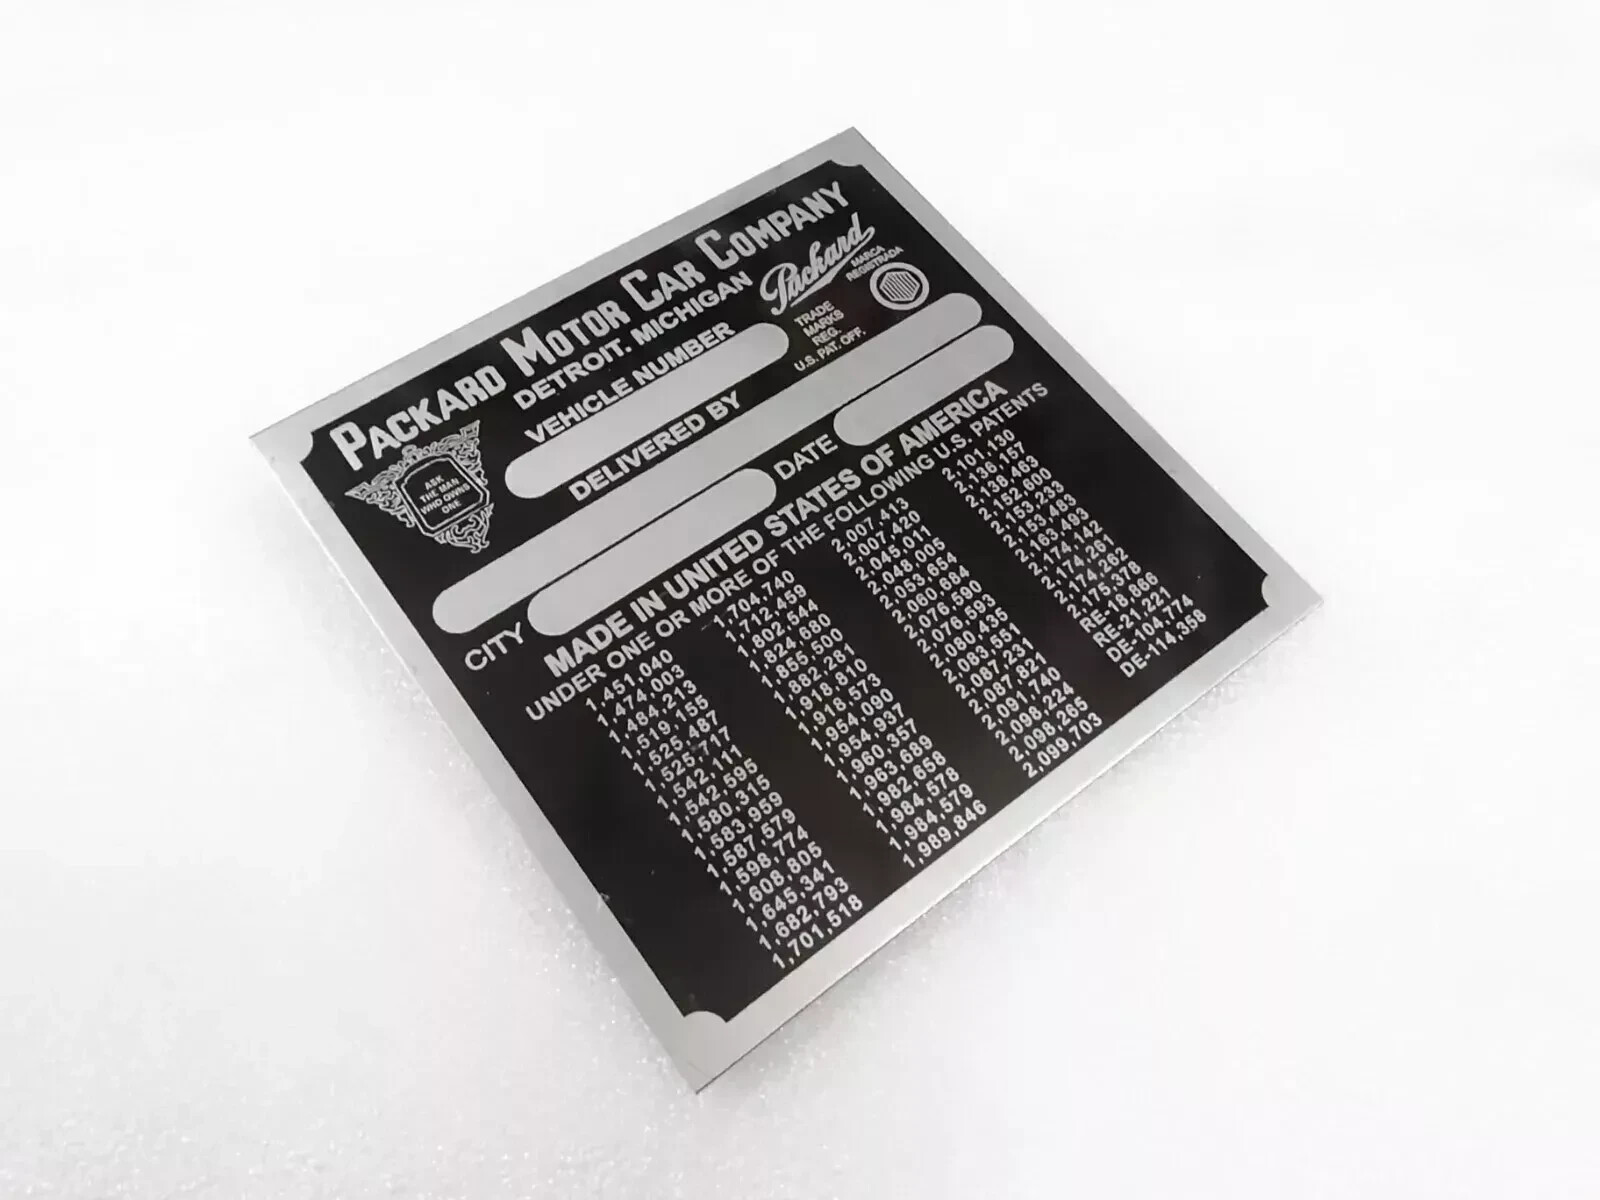 PACKARD MOTOR CAR COMPANY
DETROIT. MICHIGAN
Packard
MARCA
REGISTRADA
VEHICLE NUMBER
TRADE
MARKS
REG.
U.S. PAT. OFF.
ASK
THE MAN
WHO OWNS
ONE
DELIVERED BY
CITY
DATE
MADE IN UNITED STATES OF AMERICA
UNDER ONE OR MORE OF THE FOLLOWING U.S. PATENTS
1,451,040
1,474,003
1,484,213
1,519,155
1,525,487
1,525,717
1,542,111
1,542,595
1,580,315
1,583,959
1,587,579
1,598,774
1,608,805
1,645,341
1,682,793
1,701,518
1,704,740
1,712,459
1,802,544
1,824,680
1,855,500
1,882,281
1,918,810
1,918,573
1,954,090
1,954,937
1,960,357
1,963,689
1,982,658
1,984,578
1,984,579
1,989,846
2,007,413
2,007,420
2,045,011
2,048,005
2,053,654
2,060,684
2,076,590
2,076,593
2,080,435
2,083,551
2,087,231
2,087,821
2,091,740
2,098,224
2,098,265
2,099,703
2,101,130
2,136,157
2,138,463
2,152,600
2,153,233
2,153,483
2,163,493
2,174,142
2,174,261
2,174,262
2,175,378
RE-18,866
RE-21,221
DE-104,774
DE-114,358